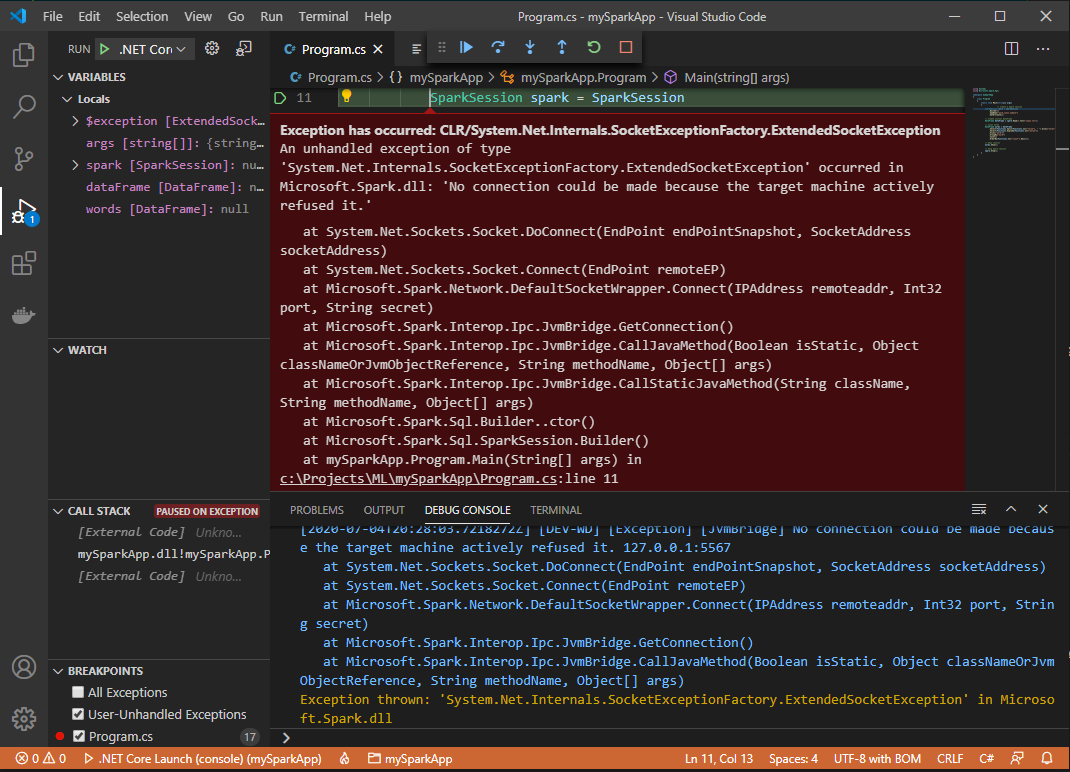 File Edit Selection View Go Run Terminal Help Program.cs - mySparkApp - Visual Studio Code
RUN .NET Cor
Program.cs
Program.cs > {} mySparkApp > mySparkApp.Program > Main(string[] args)
VARIABLES
Locals
$exception [ExtendedSock...
args [string[]]: {string...
spark [SparkSession]: nu...
dataFrame [DataFrame]: n...
words [DataFrame]: null
WATCH
CALL STACK PAUSED ON EXCEPTION
[External Code] Unkno...
mySparkApp.dll!mySparkApp.P
[External Code] Unkno...
BREAKPOINTS
All Exceptions
User-Unhandled Exceptions
Program.cs 17
1
11 SparkSession spark = SparkSession
Exception has occurred: CLR/System.Net.Internals.SocketExceptionFactory.ExtendedSocketException
An unhandled exception of type
'System.Net.Internals.SocketExceptionFactory.ExtendedSocketException' occurred in
Microsoft.Spark.dll: 'No connection could be made because the target machine actively
refused it.'
at System.Net.Sockets.Socket.DoConnect(EndPoint endPointSnapshot, SocketAddress
socketAddress)
at System.Net.Sockets.Socket.Connect(EndPoint remoteEP)
at Microsoft.Spark.Network.DefaultSocketWrapper.Connect(IPAddress remoteaddr, Int32
port, String secret)
at Microsoft.Spark.Interop.Ipc.JvmBridge.GetConnection()
at Microsoft.Spark.Interop.Ipc.JvmBridge.CallJavaMethod(Boolean isStatic, Object
classNameOrJvmObjectReference, String methodName, Object[] args)
at Microsoft.Spark.Interop.Ipc.JvmBridge.CallStaticJavaMethod(String className,
String methodName, Object[] args)
at Microsoft.Spark.Sql.Builder..ctor()
at Microsoft.Spark.Sql.SparkSession.Builder()
at mySparkApp.Program.Main(String[] args) in
c:\Projects\ML\mySparkApp\Program.cs:line 11
PROBLEMS OUTPUT DEBUG CONSOLE TERMINAL
[2020-07-04T20:28:03.7218272Z] [DEV-WD] [Exception] [JvmBridge] No connection could be made becaus
e the target machine actively refused it. 127.0.0.1:5567
at System.Net.Sockets.Socket.DoConnect(EndPoint endPointSnapshot, SocketAddress socketAddress)
at System.Net.Sockets.Socket.Connect(EndPoint remoteEP)
at Microsoft.Spark.Network.DefaultSocketWrapper.Connect(IPAddress remoteaddr, Int32 port, Strin
g secret)
at Microsoft.Spark.Interop.Ipc.JvmBridge.GetConnection()
at Microsoft.Spark.Interop.Ipc.JvmBridge.CallJavaMethod(Boolean isStatic, Object classNameOrJvm
ObjectReference, String methodName, Object[] args)
Exception thrown: 'System.Net.Internals.SocketExceptionFactory.ExtendedSocketException' in Microso
ft.Spark.dll
0 0 .NET Core Launch (console) (mySparkApp) mySparkApp Ln 11, Col 13 Spaces: 4 UTF-8 with BOM CRLF C#